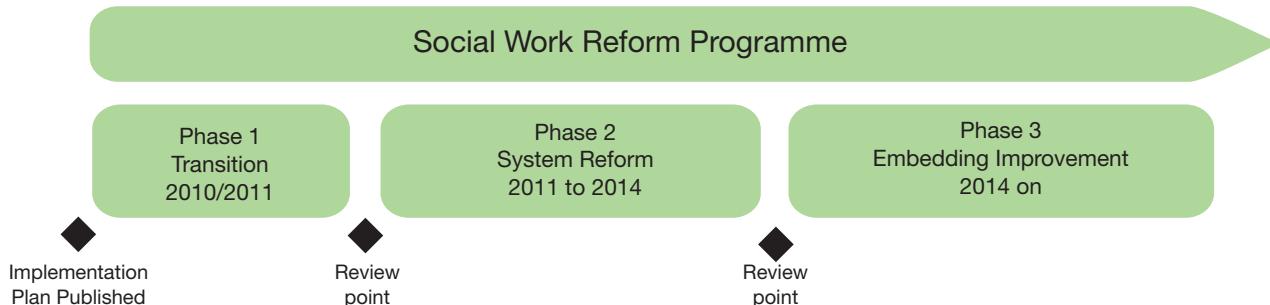 Social Work Reform Programme
Phase 1
Transition
2010/2011
Phase 2
System Reform
2011 to 2014
Phase 3
Embedding Improvement
2014 on
Implementation
Plan Published
Review
point
Review
point